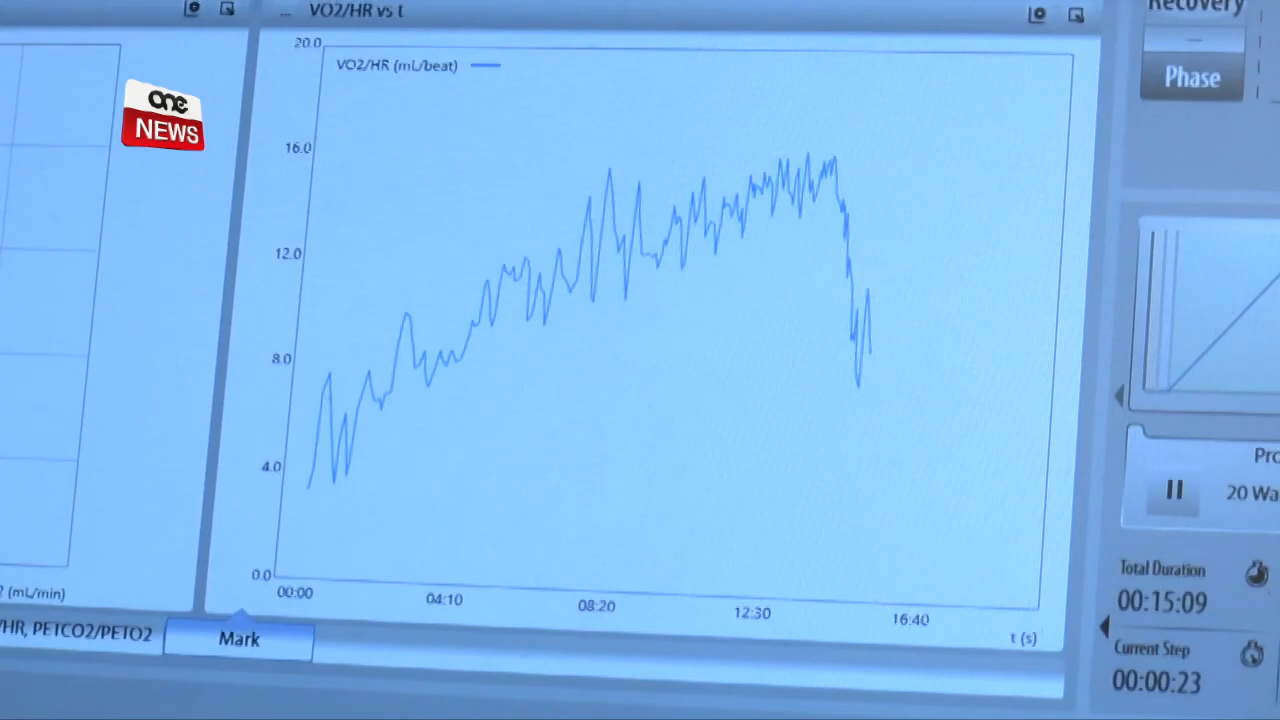 ... VO2/HR vs t
Recovery
20.0
VO2/HR (mL/beat)
Phase
one
NEWS
16.0
12.0
8.0
4.0
0.0
00:00
04:10
08:20
12:30
16:40
t (s)
20 Wa
Total Duration
00:15:09
Current Step
00:00:23
2 (mL/min)
/HR, PETCO2/PETO2
Mark